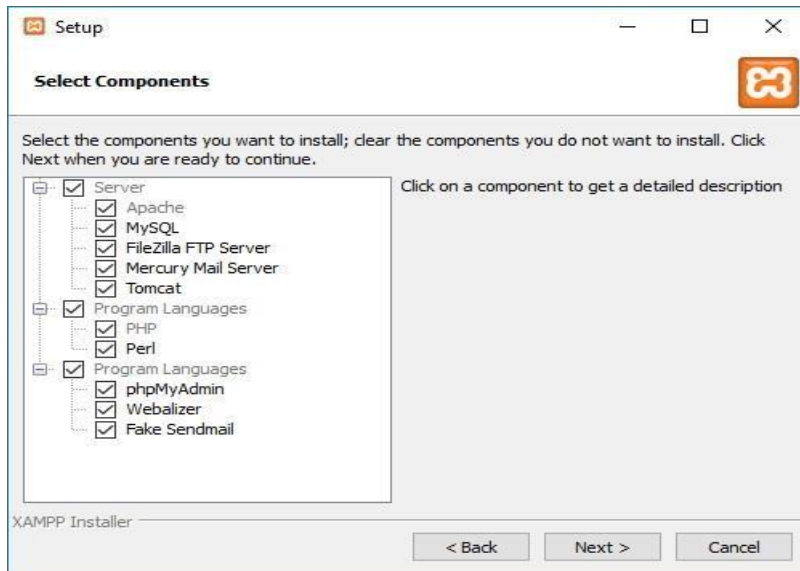 Setup
Select Components
Select the components you want to install; clear the components you do not want to install. Click
Next when you are ready to continue.
Server
Apache
MySQL
FileZilla FTP Server
Mercury Mail Server
Tomcat
Program Languages
PHP
Perl
Program Languages
phpMyAdmin
Webalizer
Fake Sendmail
Click on a component to get a detailed description
XAMPP Installer
< Back
Next >
Cancel